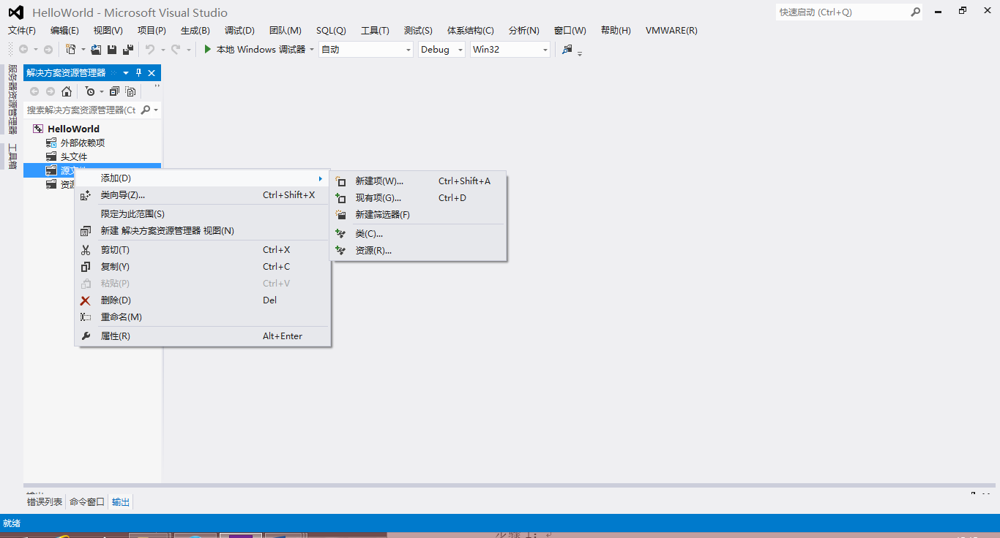 HelloWorld - Microsoft Visual Studio
快速启动 (Ctrl+Q)
文件(F) 编辑(E) 视图(V) 项目(P) 生成(B) 调试(D) 团队(M) SQL(Q) 工具(T) 测试(S) 体系结构(C) 分析(N) 窗口(W) 帮助(H) VMWARE(R)
本地 Windows 调试器 自动 Debug Win32
服务器资源管理器
工具箱
解决方案资源管理器
搜索解决方案资源管理器(Ct
HelloWorld
外部依赖项
头文件
源文件
资源
添加(D)
类向导(Z)... Ctrl+Shift+X
限定为此范围(S)
新建 解决方案资源管理器 视图(N)
剪切(T) Ctrl+X
复制(Y) Ctrl+C
粘贴(P) Ctrl+V
删除(D) Del
重命名(M)
属性(R) Alt+Enter
新建项(W)... Ctrl+Shift+A
现有项(G)... Ctrl+D
新建筛选器(F)
类(C)...
资源(R)...
输出
错误列表 命令窗口 输出
就绪